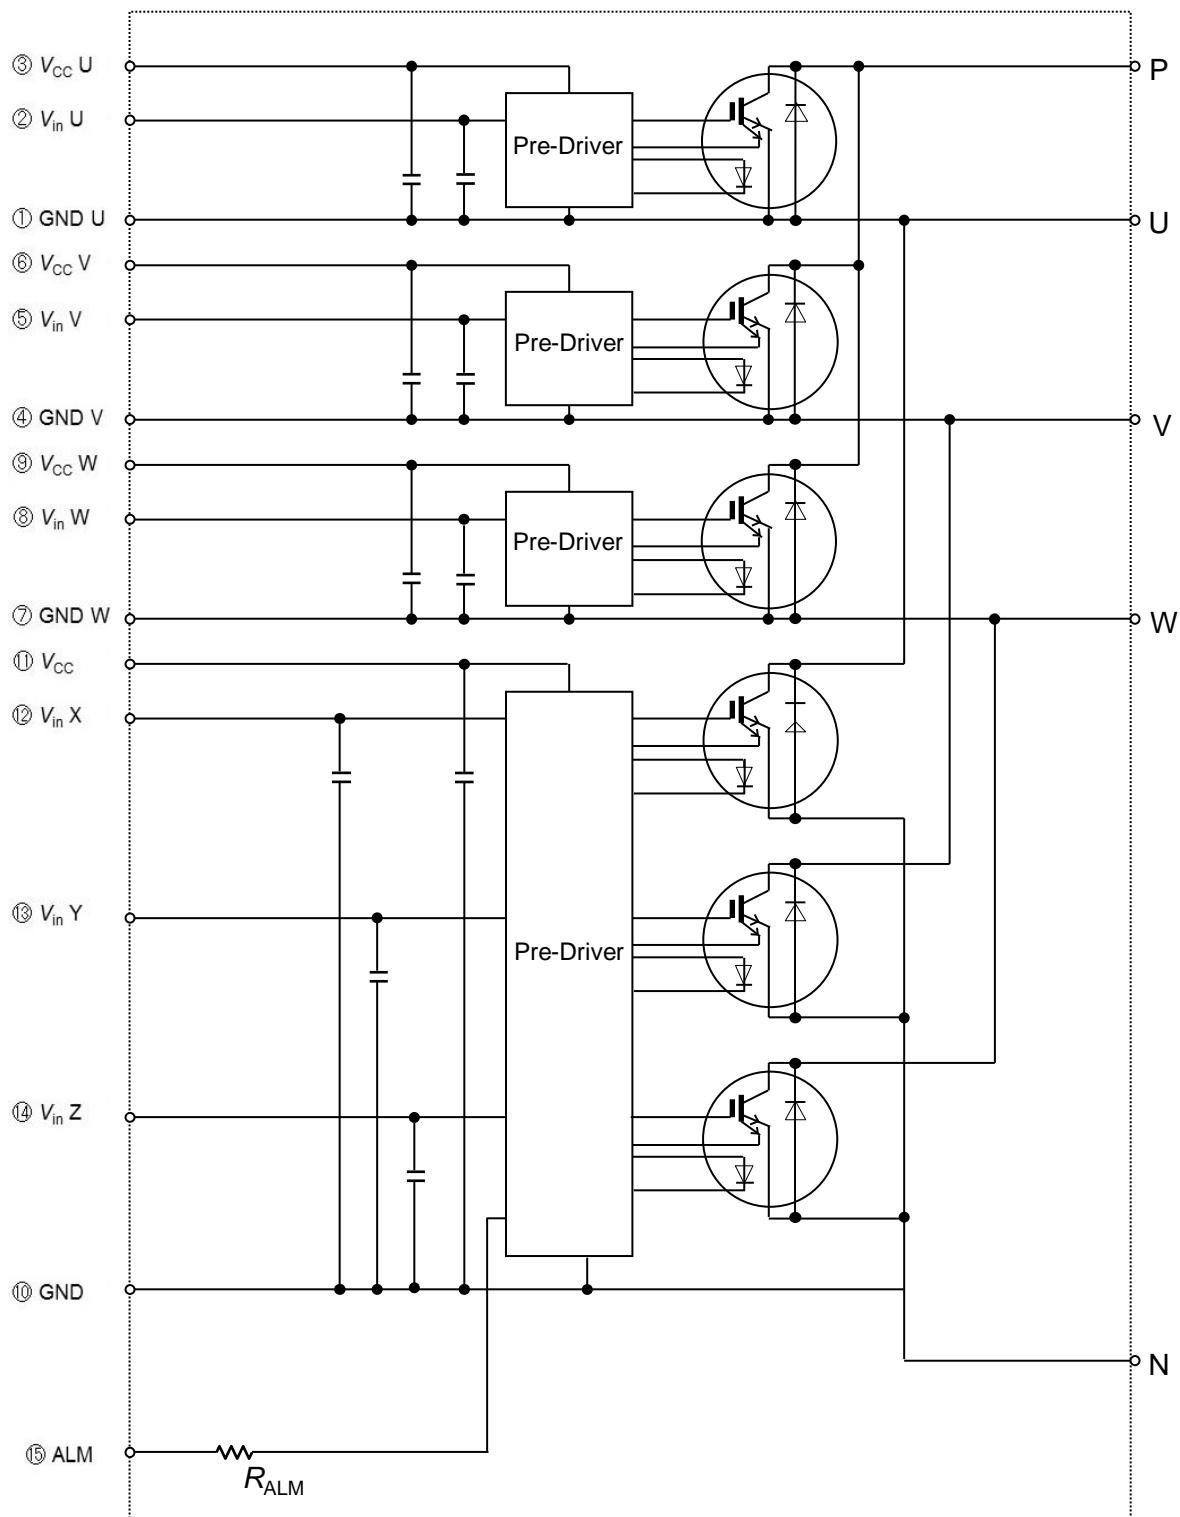 ③ VCC U
P
② Vin U
Pre-Driver
① GND U
U
⑥ VCC V
⑤ Vin V
Pre-Driver
④ GND V
V
⑨ VCC W
⑧ Vin W
Pre-Driver
⑦ GND W
W
⑪ VCC
⑫ Vin X
⑬ Vin Y
Pre-Driver
⑭ Vin Z
⑩ GND
N
⑮ ALM
RALM